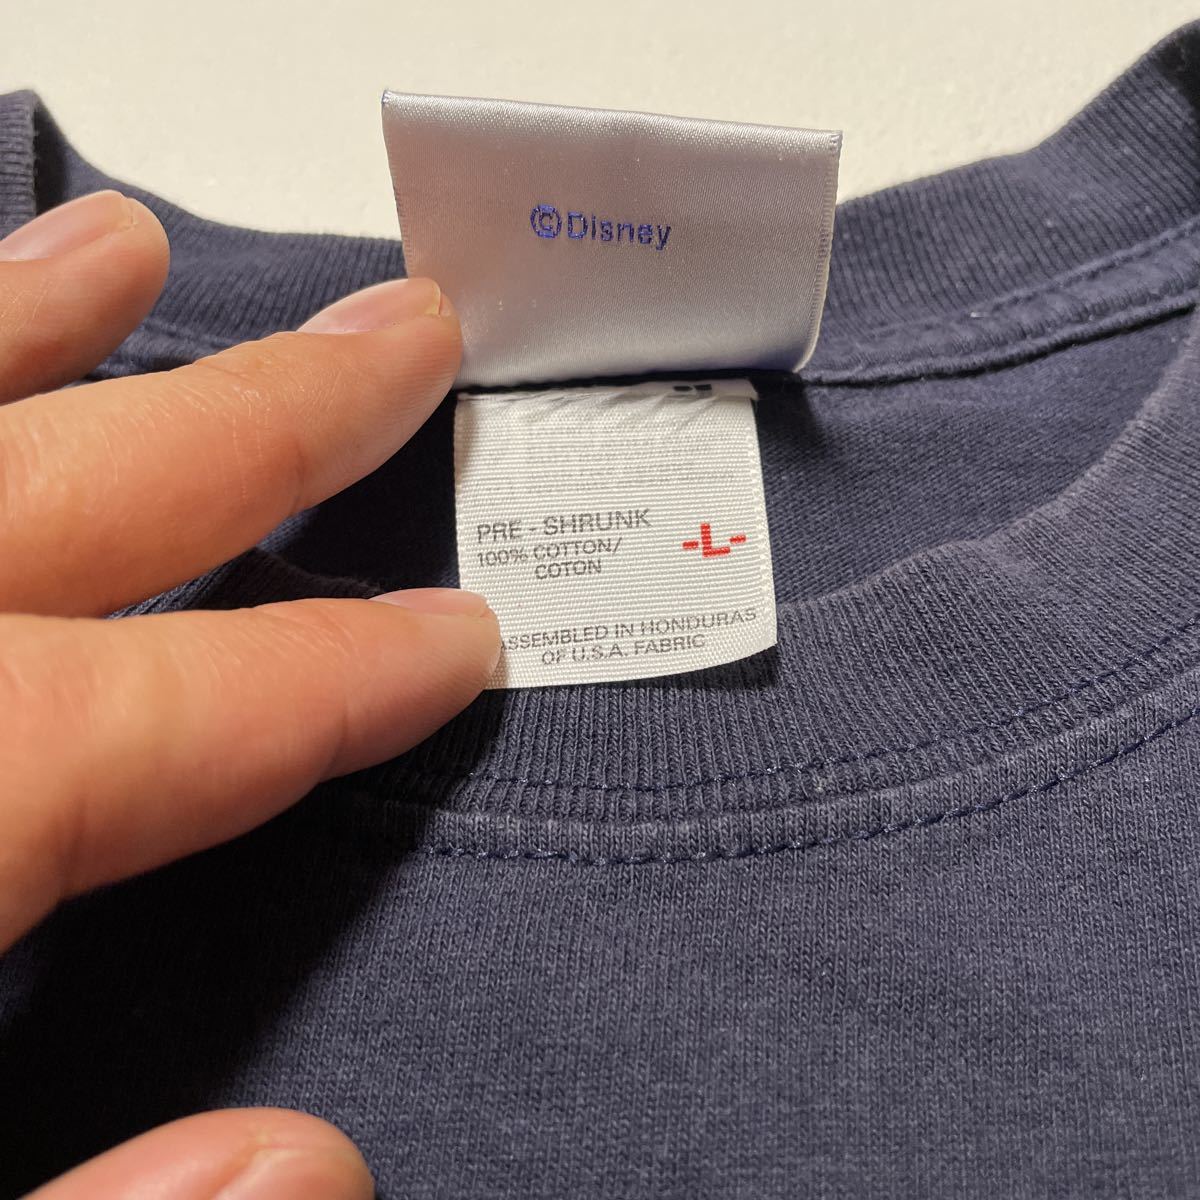 ©Disney
PRE - SHRUNK
-L-
100% COTTON/
COTON
ASSEMBLED IN HONDURAS
OF U.S.A. FABRIC